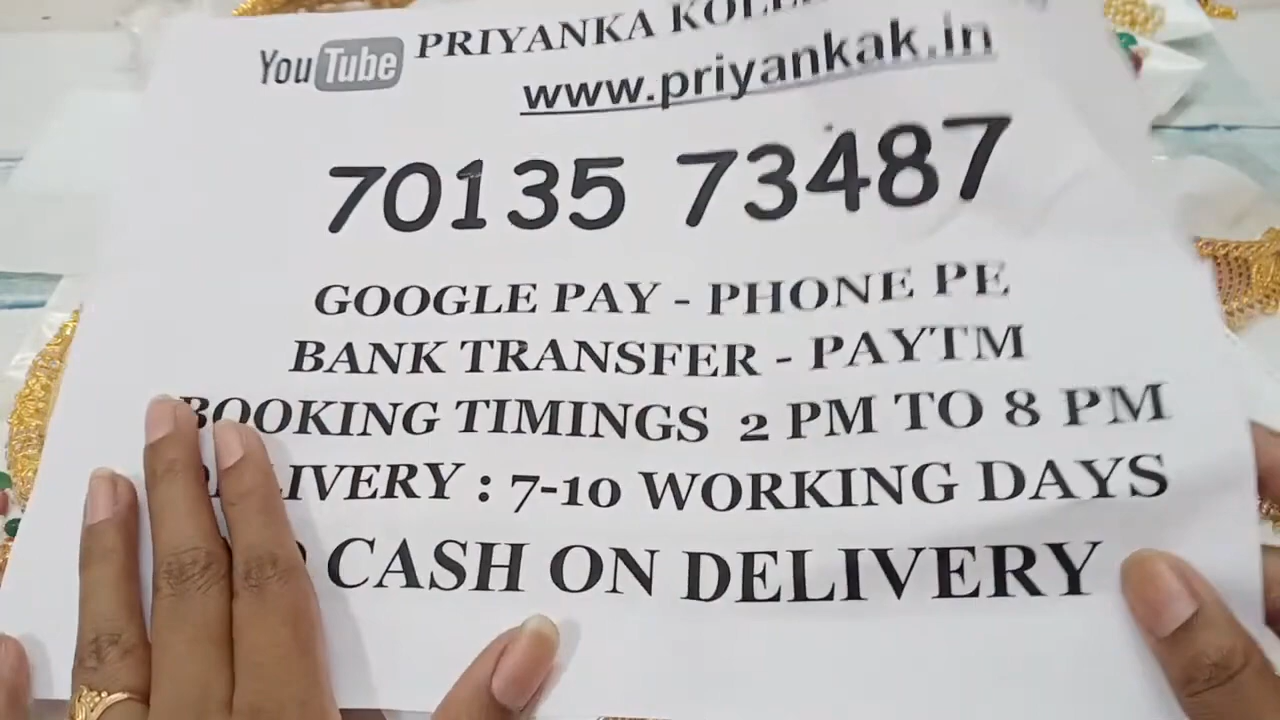 YouTube PRIYANKA
www.priyankak.in
70135 73487
GOOGLE PAY - PHONE PE
BANK TRANSFER - PAYTM
BOOKING TIMINGS 2 PM TO 8 PM
DELIVERY : 7-10 WORKING DAYS
CASH ON DELIVERY